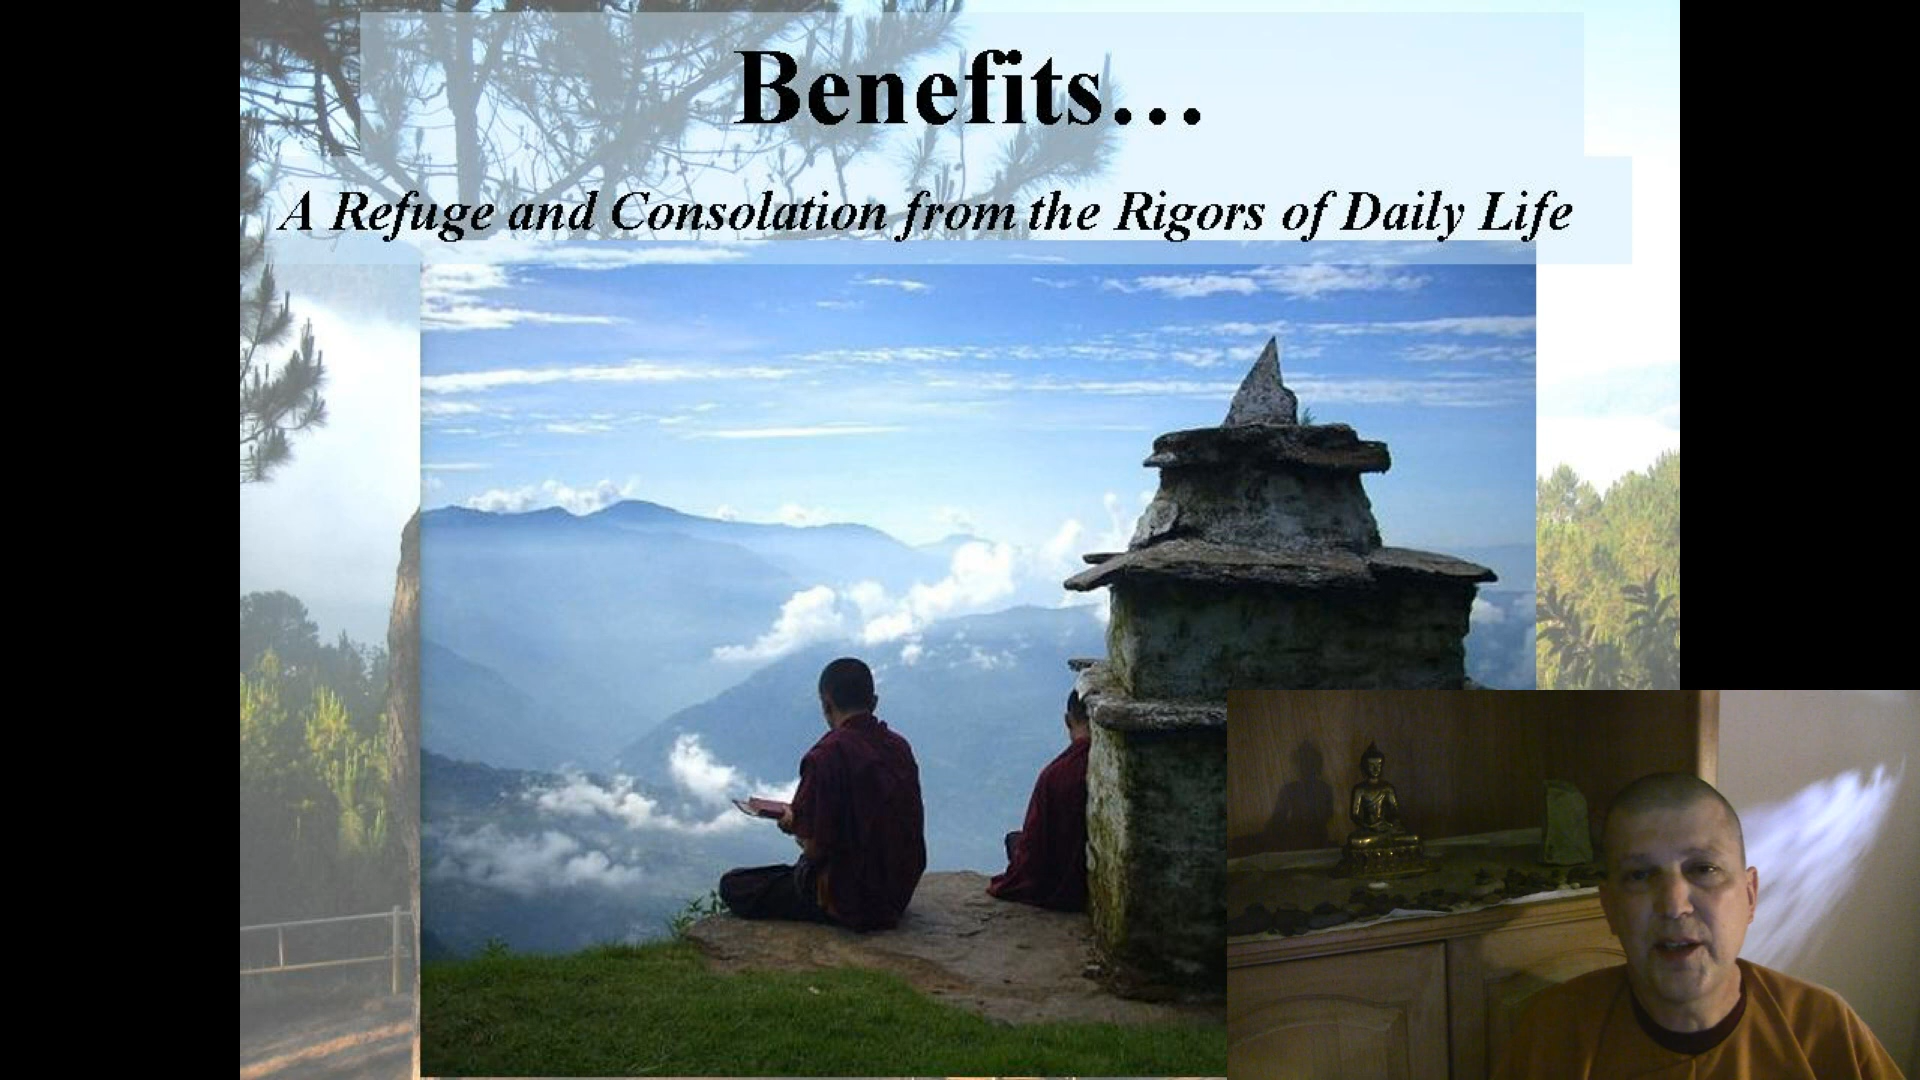 Benefits…
A Refuge and Consolation from the Rigors of Daily Life